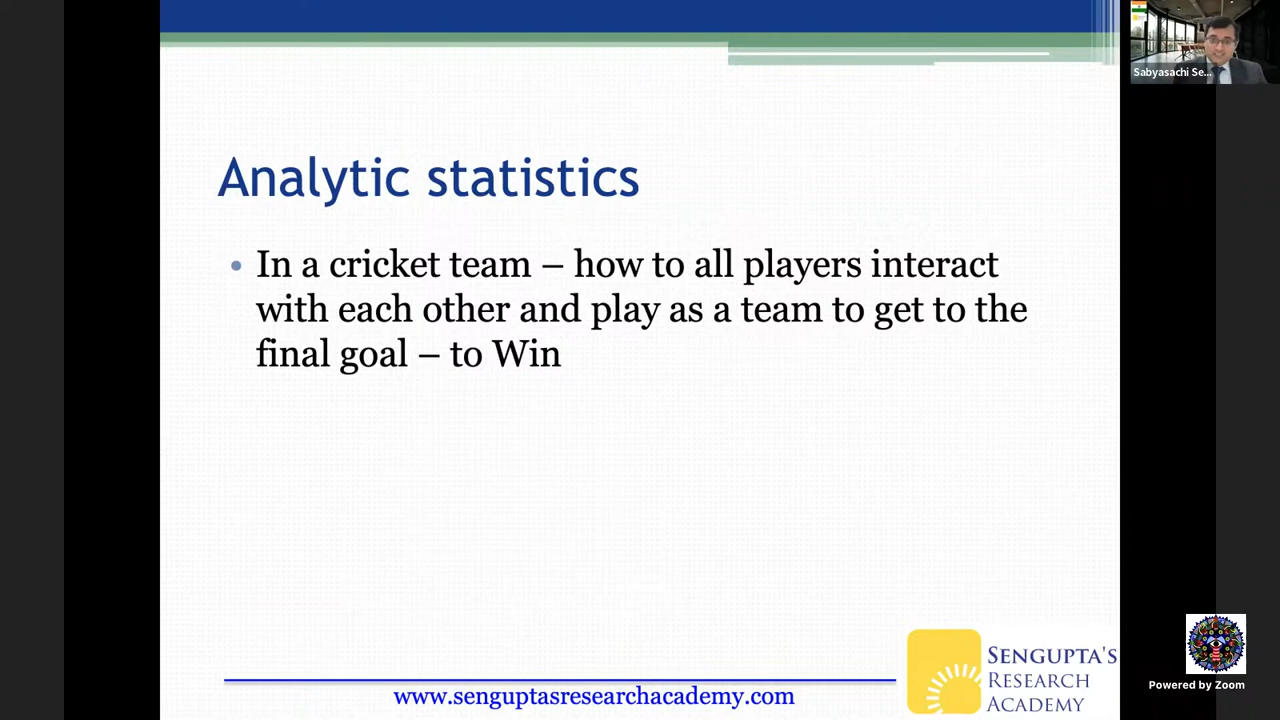 Analytic statistics
• In a cricket team – how to all players interact
with each other and play as a team to get to the
final goal – to Win
www.senguptasresearchacademy.com
SENGUPTA'S
RESEARCH
ACADEMY
Sabyasachi Se...
Powered by Zoom